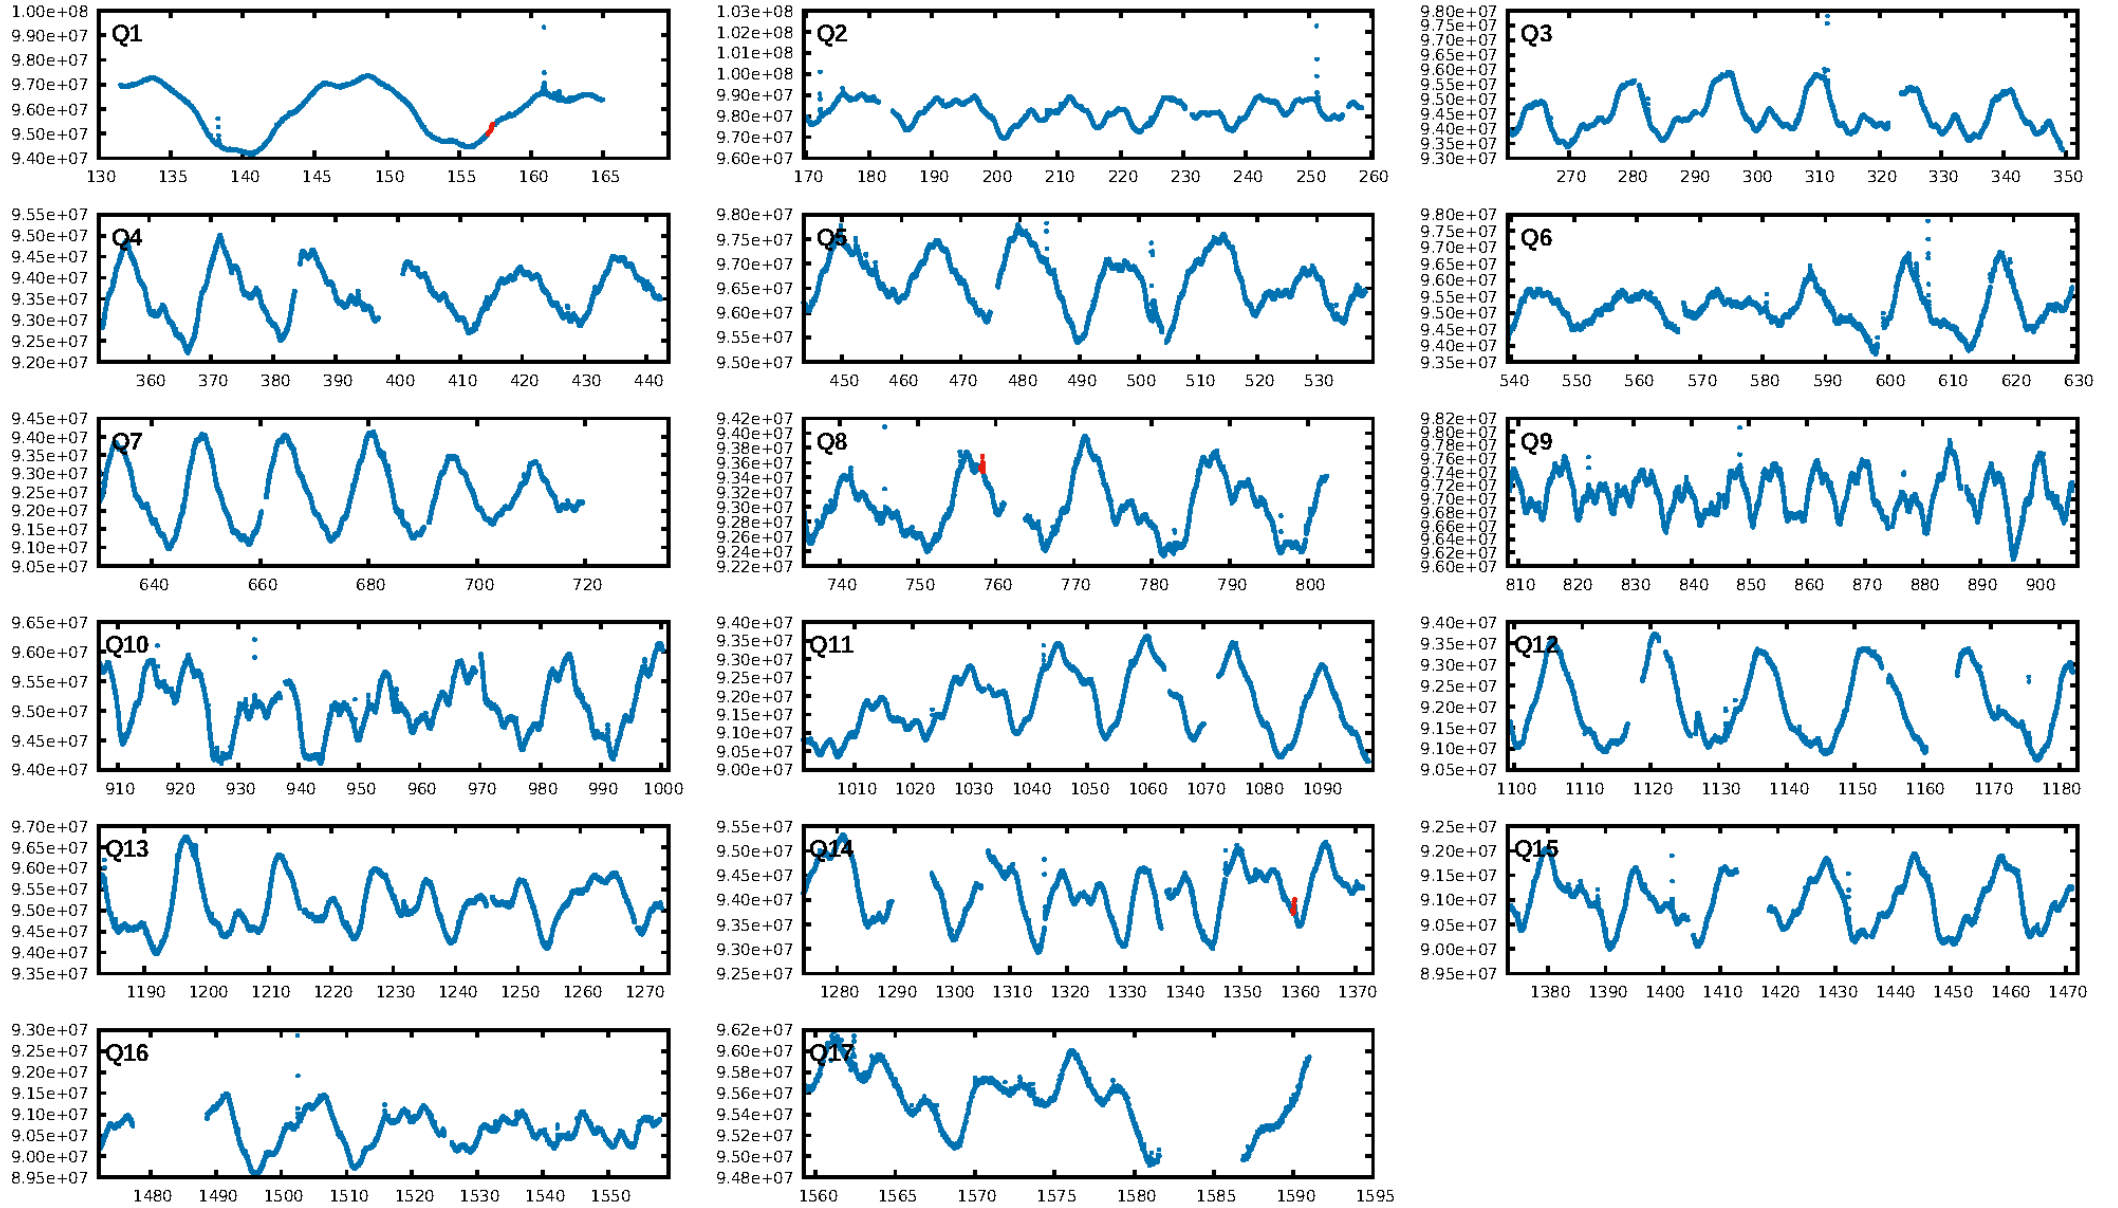 Q1
1.00e+08
9.90e+07
9.80e+07
9.70e+07
9.60e+07
9.50e+07
9.40e+07
130 135 140 145 150 155 160 165
Q2
1.03e+08
1.02e+08
1.01e+08
1.00e+08
9.90e+07
9.80e+07
9.70e+07
9.60e+07
170 180 190 200 210 220 230 240 250 260
Q3
9.80e+07
9.75e+07
9.70e+07
9.65e+07
9.60e+07
9.55e+07
9.50e+07
9.45e+07
9.40e+07
9.35e+07
9.30e+07
270 280 290 300 310 320 330 340 350
Q4
9.55e+07
9.50e+07
9.45e+07
9.40e+07
9.35e+07
9.30e+07
9.25e+07
9.20e+07
360 370 380 390 400 410 420 430 440
Q5
9.80e+07
9.75e+07
9.70e+07
9.65e+07
9.60e+07
9.55e+07
9.50e+07
450 460 470 480 490 500 510 520 530
Q6
9.80e+07
9.75e+07
9.70e+07
9.65e+07
9.60e+07
9.55e+07
9.50e+07
9.45e+07
9.40e+07
9.35e+07
540 550 560 570 580 590 600 610 620 630
Q7
9.45e+07
9.40e+07
9.35e+07
9.30e+07
9.25e+07
9.20e+07
9.15e+07
9.10e+07
9.05e+07
640 660 680 700 720
Q8
9.42e+07
9.40e+07
9.38e+07
9.36e+07
9.34e+07
9.32e+07
9.30e+07
9.28e+07
9.26e+07
9.24e+07
9.22e+07
740 750 760 770 780 790 800
Q9
9.82e+07
9.80e+07
9.78e+07
9.76e+07
9.74e+07
9.72e+07
9.70e+07
9.68e+07
9.66e+07
9.64e+07
9.62e+07
9.60e+07
810 820 830 840 850 860 870 880 890 900
Q10
9.65e+07
9.60e+07
9.55e+07
9.50e+07
9.45e+07
9.40e+07
910 920 930 940 950 960 970 980 990 1000
Q11
9.40e+07
9.35e+07
9.30e+07
9.25e+07
9.20e+07
9.15e+07
9.10e+07
9.05e+07
9.00e+07
1010 1020 1030 1040 1050 1060 1070 1080 1090
Q12
9.40e+07
9.35e+07
9.30e+07
9.25e+07
9.20e+07
9.15e+07
9.10e+07
9.05e+07
1100 1110 1120 1130 1140 1150 1160 1170 1180
Q13
9.70e+07
9.65e+07
9.60e+07
9.55e+07
9.50e+07
9.45e+07
9.40e+07
9.35e+07
1190 1200 1210 1220 1230 1240 1250 1260 1270
Q14
9.55e+07
9.50e+07
9.45e+07
9.40e+07
9.35e+07
9.30e+07
9.25e+07
1280 1290 1300 1310 1320 1330 1340 1350 1360 1370
Q15
9.25e+07
9.20e+07
9.15e+07
9.10e+07
9.05e+07
9.00e+07
8.95e+07
1380 1390 1400 1410 1420 1430 1440 1450 1460 1470
Q16
9.30e+07
9.25e+07
9.20e+07
9.15e+07
9.10e+07
9.05e+07
9.00e+07
8.95e+07
1480 1490 1500 1510 1520 1530 1540 1550
Q17
9.62e+07
9.60e+07
9.58e+07
9.56e+07
9.54e+07
9.52e+07
9.50e+07
9.48e+07
1560 1565 1570 1575 1580 1585 1590 1595